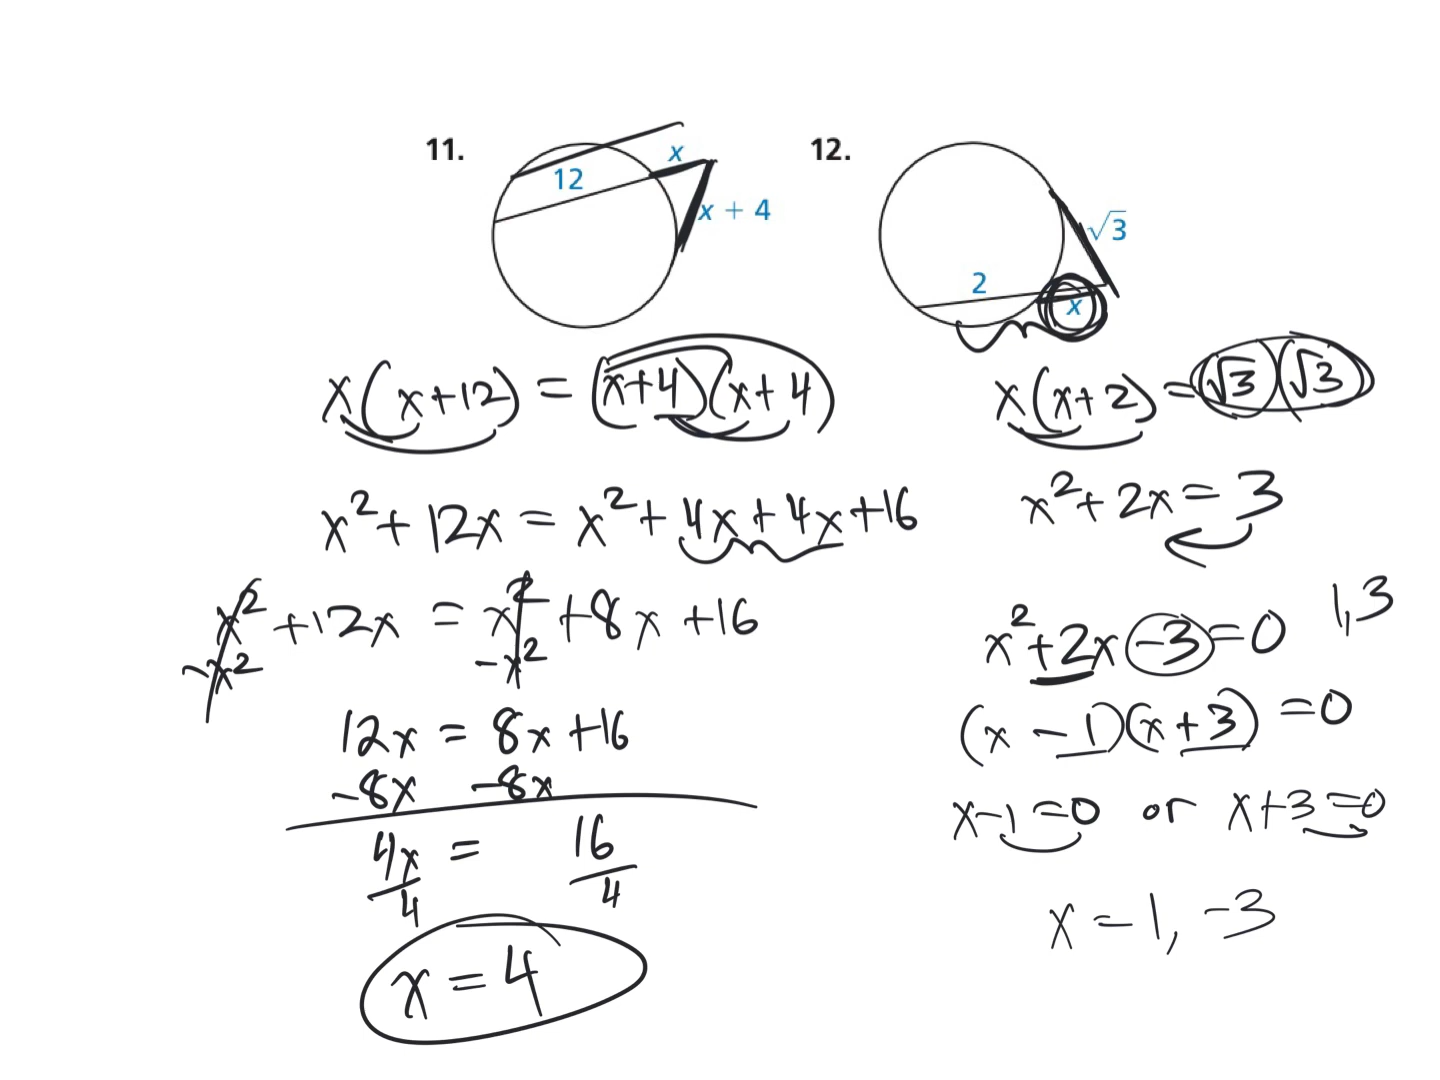 11.
12
x
x + 4
x(x+12) = (x+4)(x+4)
x²+12x = x²+4x+4x+16
x²+12x = x²+8x+16
-x² -x²
12x = 8x+16
-8x -8x
4x = 16
4 4
x=4
12.
√3
2
x
x(x+2)=(√3)(√3)
x²+2x=3
x²+2x-3=0
1,3
(x-1)(x+3)=0
x-1=0 or x+3=0
x=1,-3